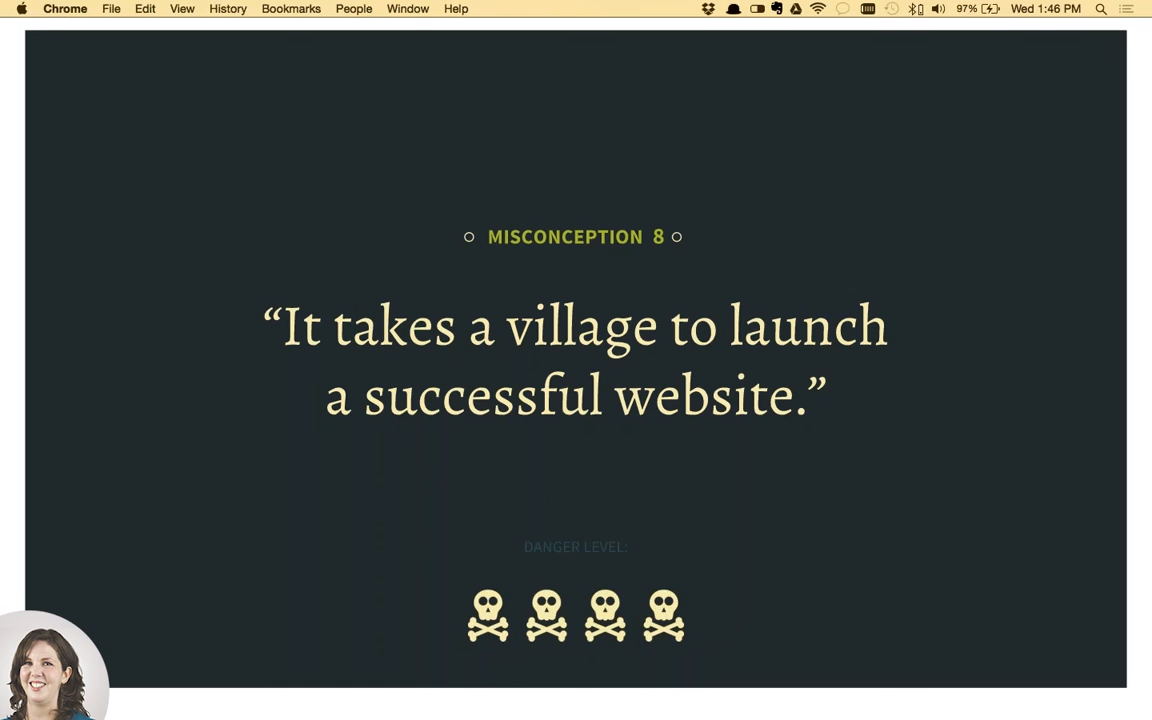 Chrome File Edit View History Bookmarks People Window Help 97% Wed 1:46 PM
MISCONCEPTION 8
“It takes a village to launch
a successful website.”
DANGER LEVEL: